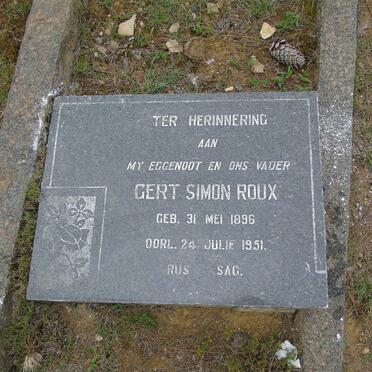 TER HERINNERING
AAN
MY EGGENOOT EN ONS VADER
GERT SIMON ROUX
GEB. 31 MEI 1896
OORL. 24 JULIE 1951.
RUS SAG.